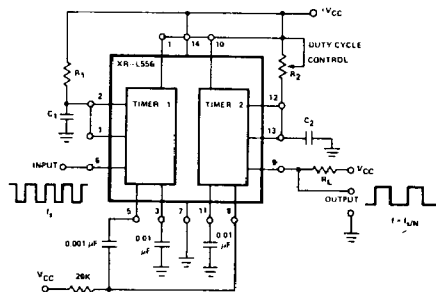 +VCC
1 14 10
DUTY CYCLE
CONTROL
XR-L556
R1
R2
2
12
TIMER 1
TIMER 2
C1
13
C2
1
INPUT
6
9
VCC
RL
OUTPUT
5 3 7 11 8
0.001 µF
0.01
µF
0.01
µF
VCC
20K